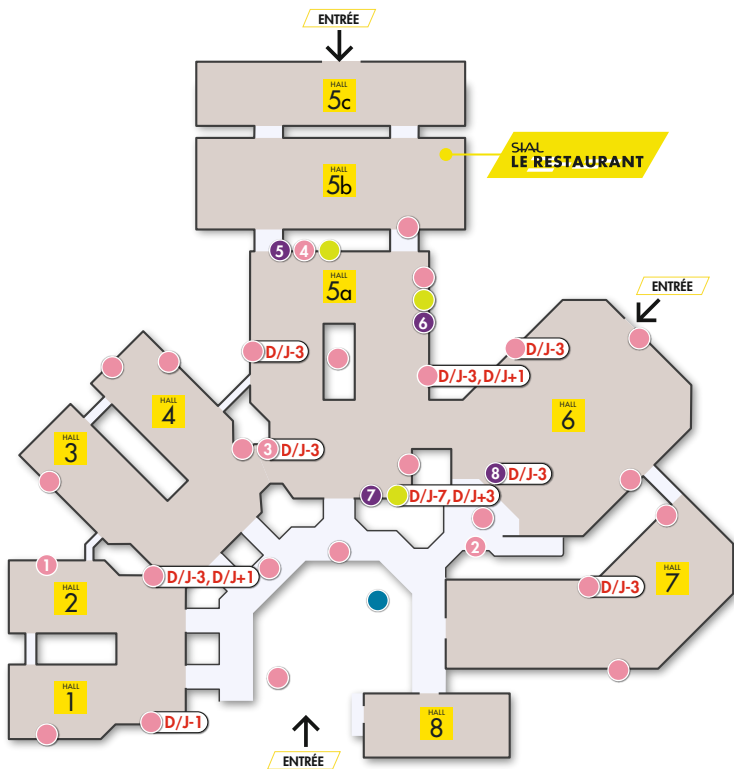 ENTRÉE
HALL
5c
SIAL
LE RESTAURANT
HALL
5b
5
4
HALL
5a
ENTRÉE
6
D/J-3
D/J-3
D/J-3, D/J+1
HALL
4
HALL
6
HALL
3
3
D/J-3
8
D/J-3
7
D/J-7, D/J+3
2
1
D/J-3, D/J+1
HALL
2
HALL
7
D/J-3
HALL
1
D/J-1
HALL
8
ENTRÉE